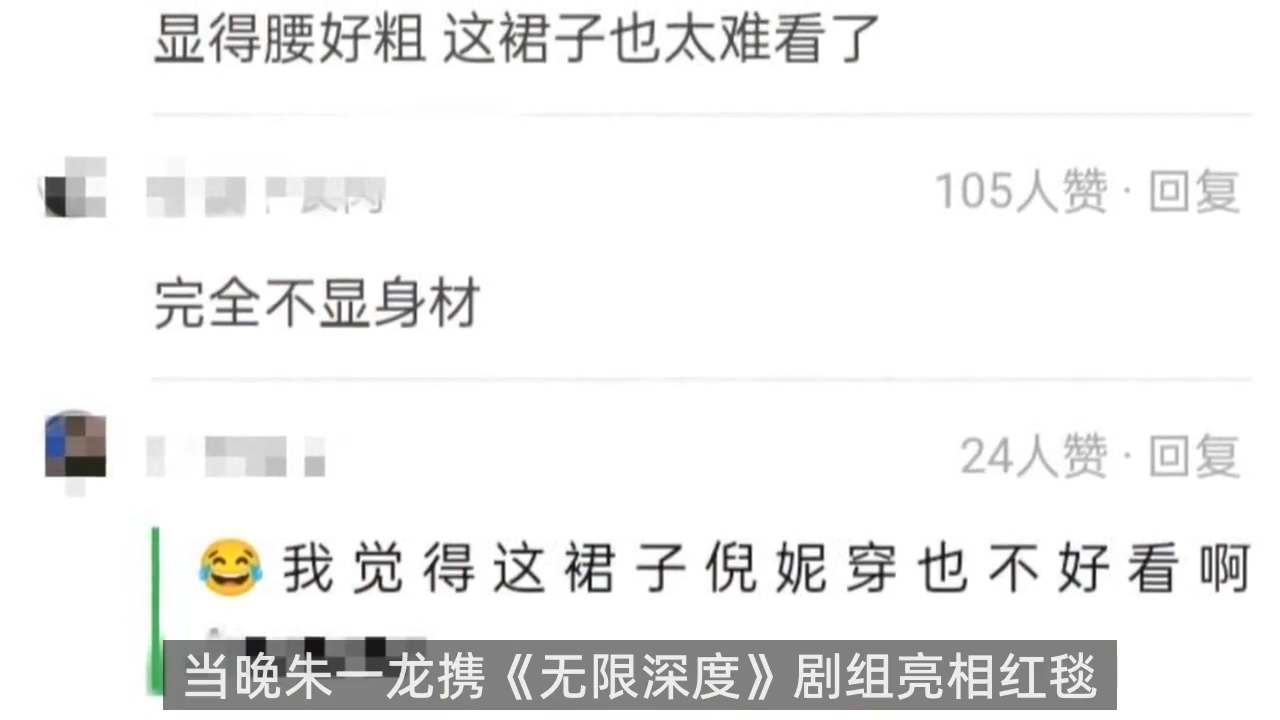 显得腰好粗 这裙子也太难看了
105人赞 · 回复
完全不显身材
24人赞 · 回复
😂我觉得这裙子倪妮穿也不好看啊
当晚朱一龙携《无限深度》剧组亮相红毯